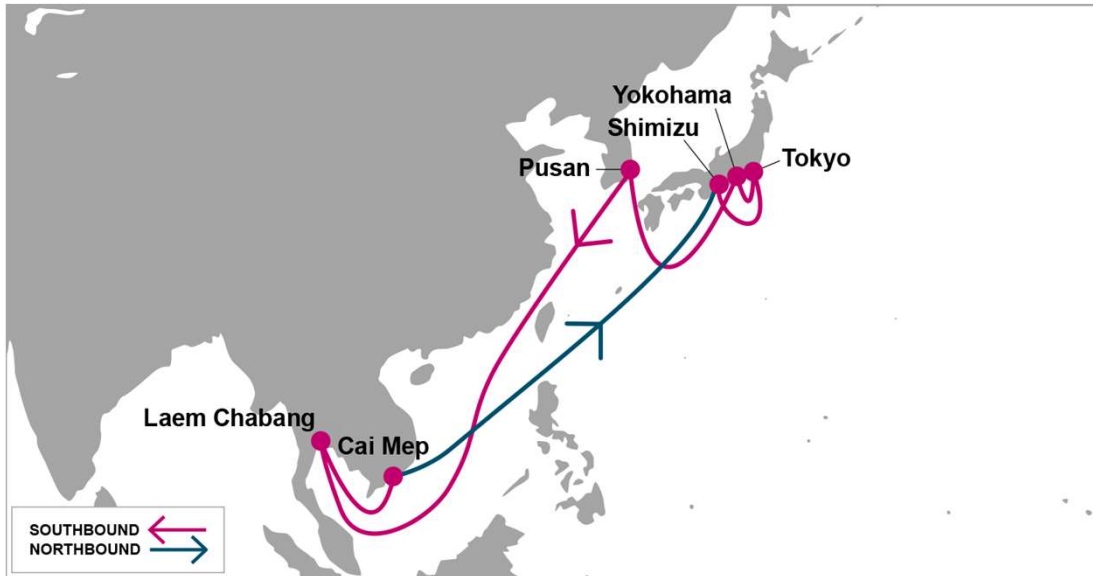 Yokohama
Shimizu
Pusan
Tokyo
Laem Chabang
Cai Mep
SOUTHBOUND
NORTHBOUND